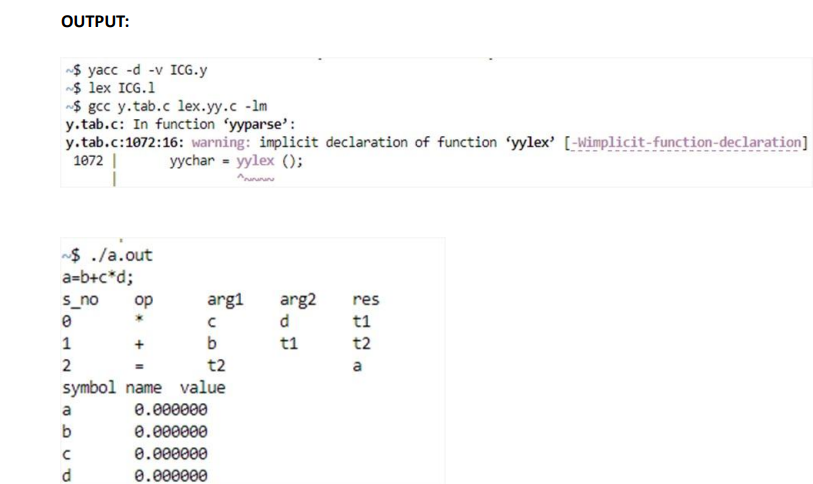 OUTPUT:
~$ yacc -d -v ICG.y
~$ lex ICG.l
~$ gcc y.tab.c lex.yy.c -lm
y.tab.c: In function ‘yyparse’:
y.tab.c:1072:16: warning: implicit declaration of function ‘yylex’ [-Wimplicit-function-declaration]
1072 | yychar = yylex ();
| ^~~~~
~$ ./a.out
a=b+c*d;
s_no op arg1 arg2 res
0 * c d t1
1 + b t1 t2
2 = t2 a
symbol name value
a 0.000000
b 0.000000
c 0.000000
d 0.000000